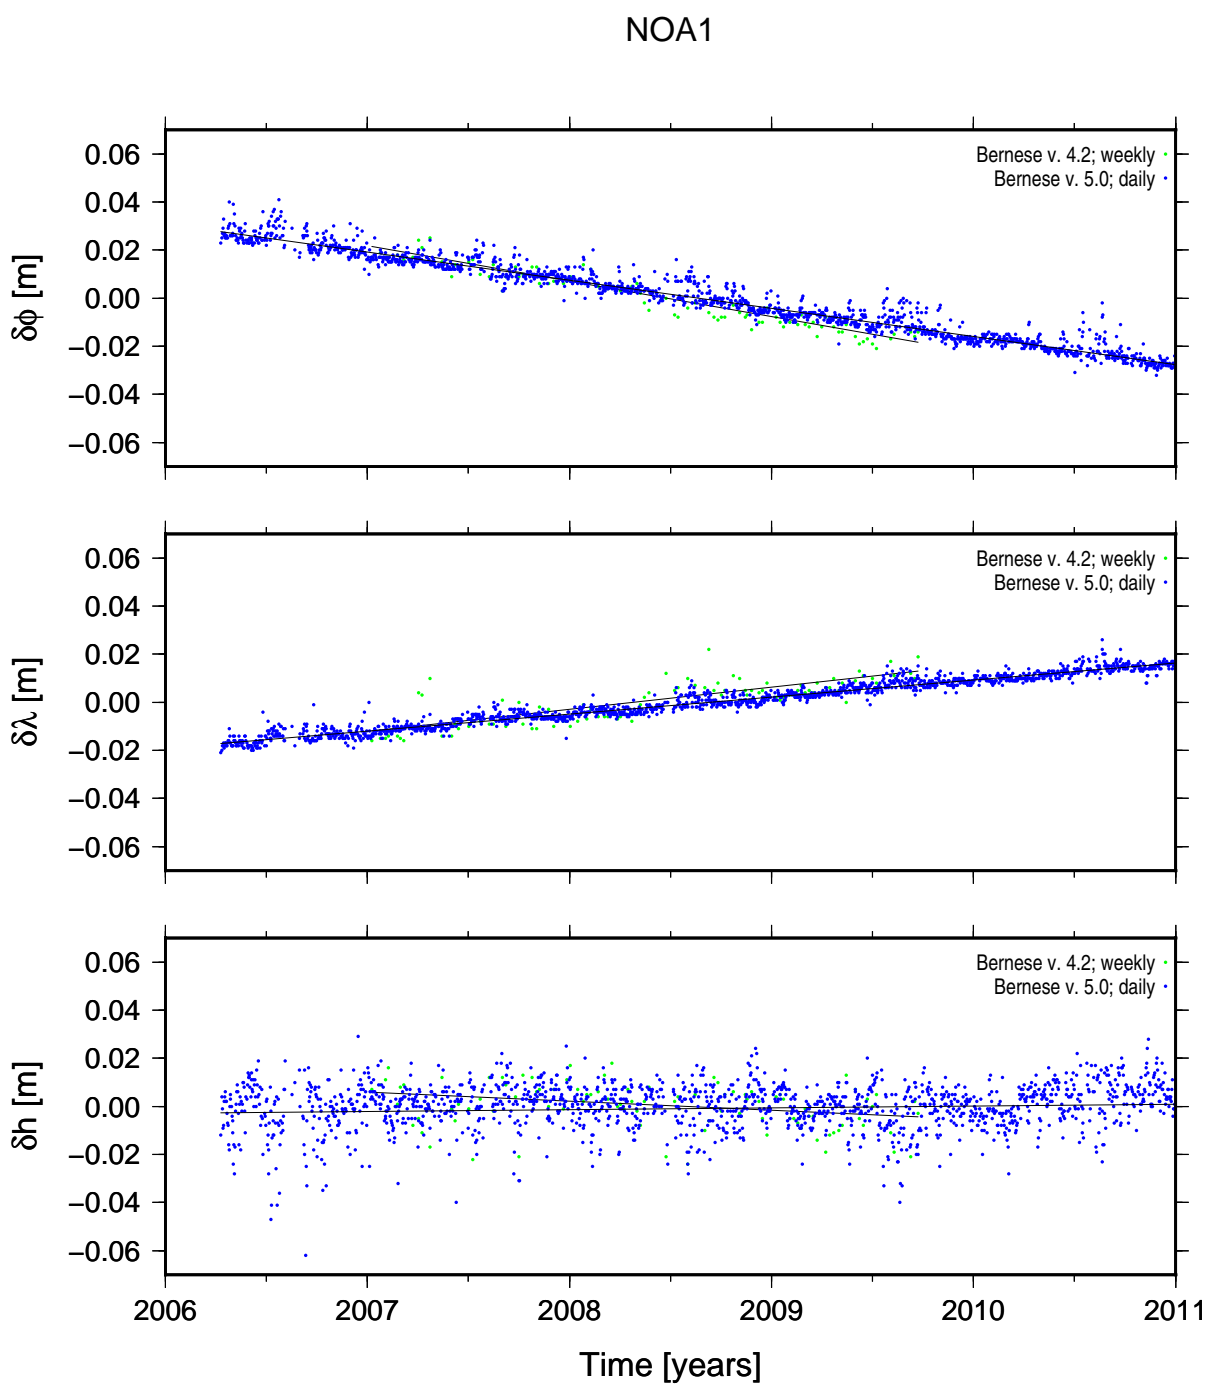 NOA1
0.06
0.04
0.02
0.00
−0.02
−0.04
−0.06
δϕ [m]
Bernese v. 4.2; weekly
Bernese v. 5.0; daily
0.06
0.04
0.02
0.00
−0.02
−0.04
−0.06
δλ [m]
Bernese v. 4.2; weekly
Bernese v. 5.0; daily
0.06
0.04
0.02
0.00
−0.02
−0.04
−0.06
δh [m]
Bernese v. 4.2; weekly
Bernese v. 5.0; daily
2006 2007 2008 2009 2010 2011
Time [years]